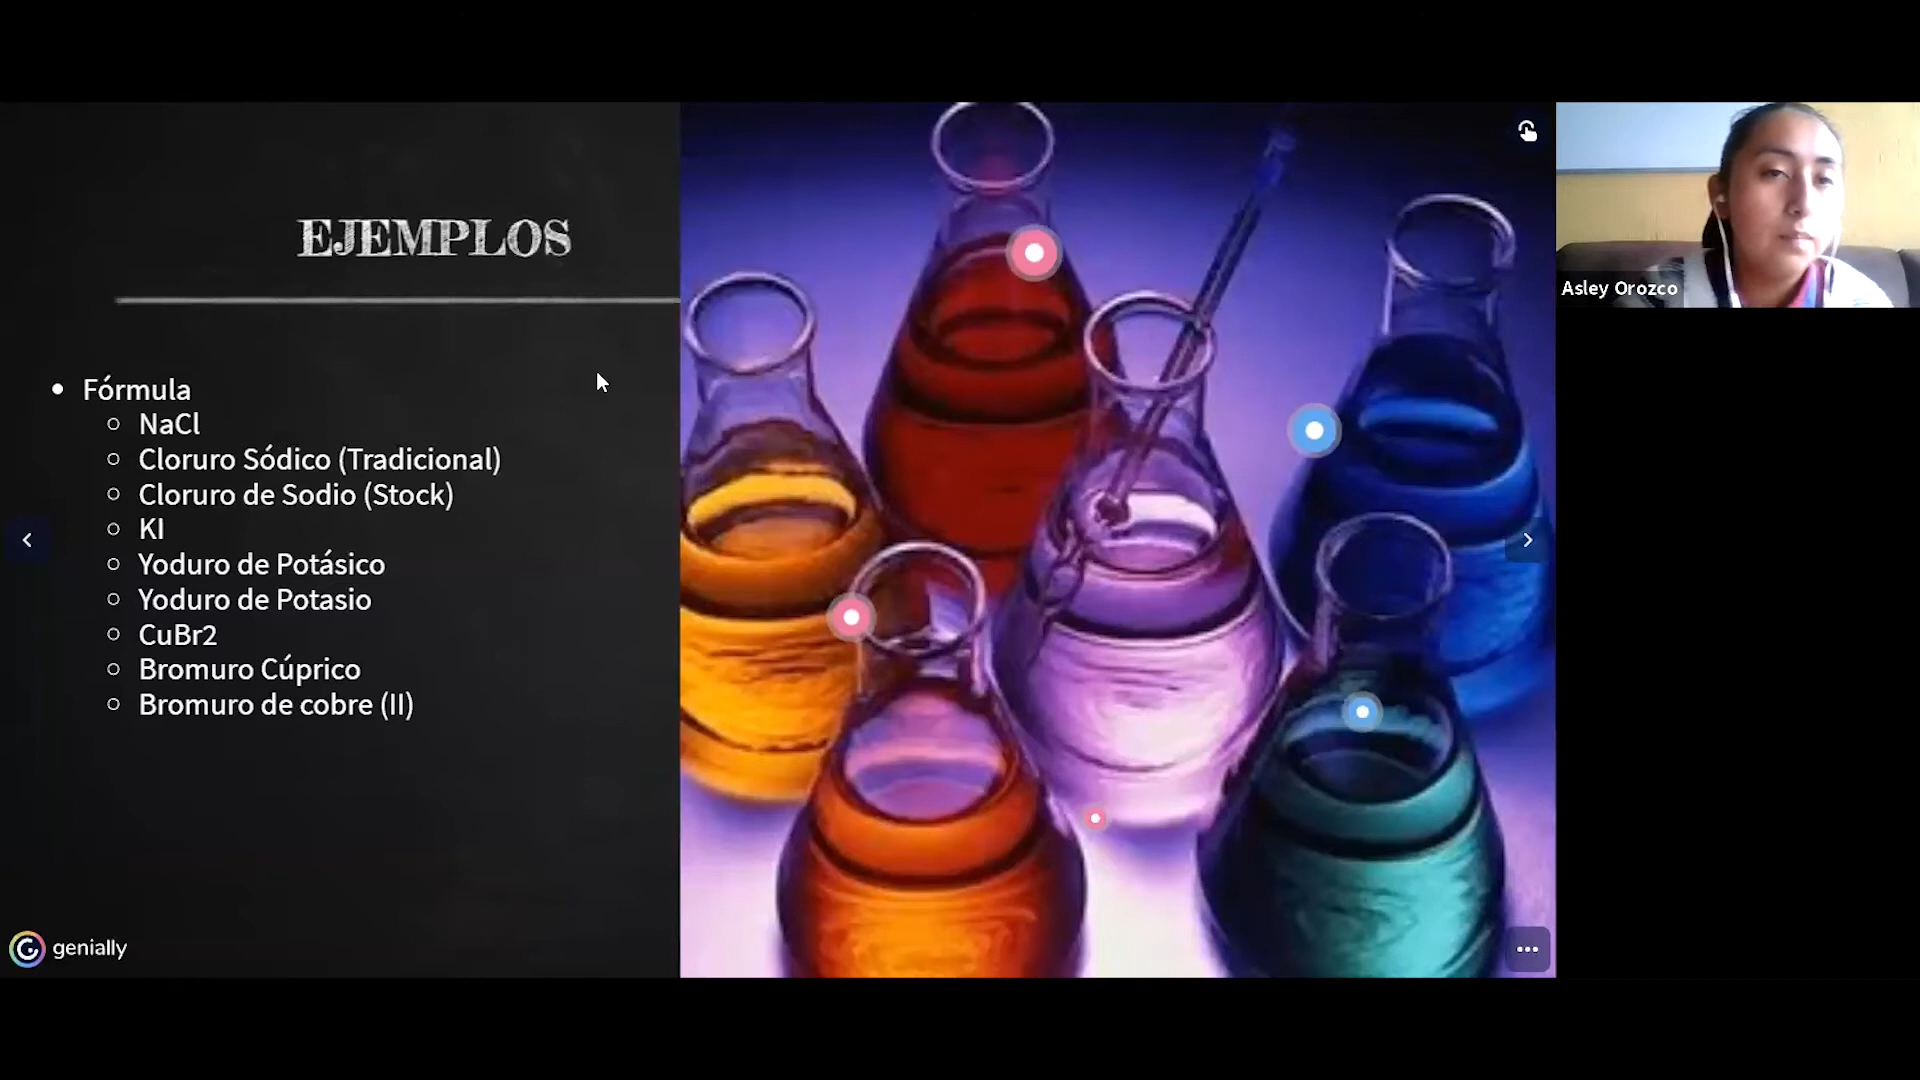 EJEMPLOS
Fórmula
NaCl
Cloruro Sódico (Tradicional)
Cloruro de Sodio (Stock)
KI
Yoduro de Potásico
Yoduro de Potasio
CuBr2
Bromuro Cúprico
Bromuro de cobre (II)
genially
Asley Orozco